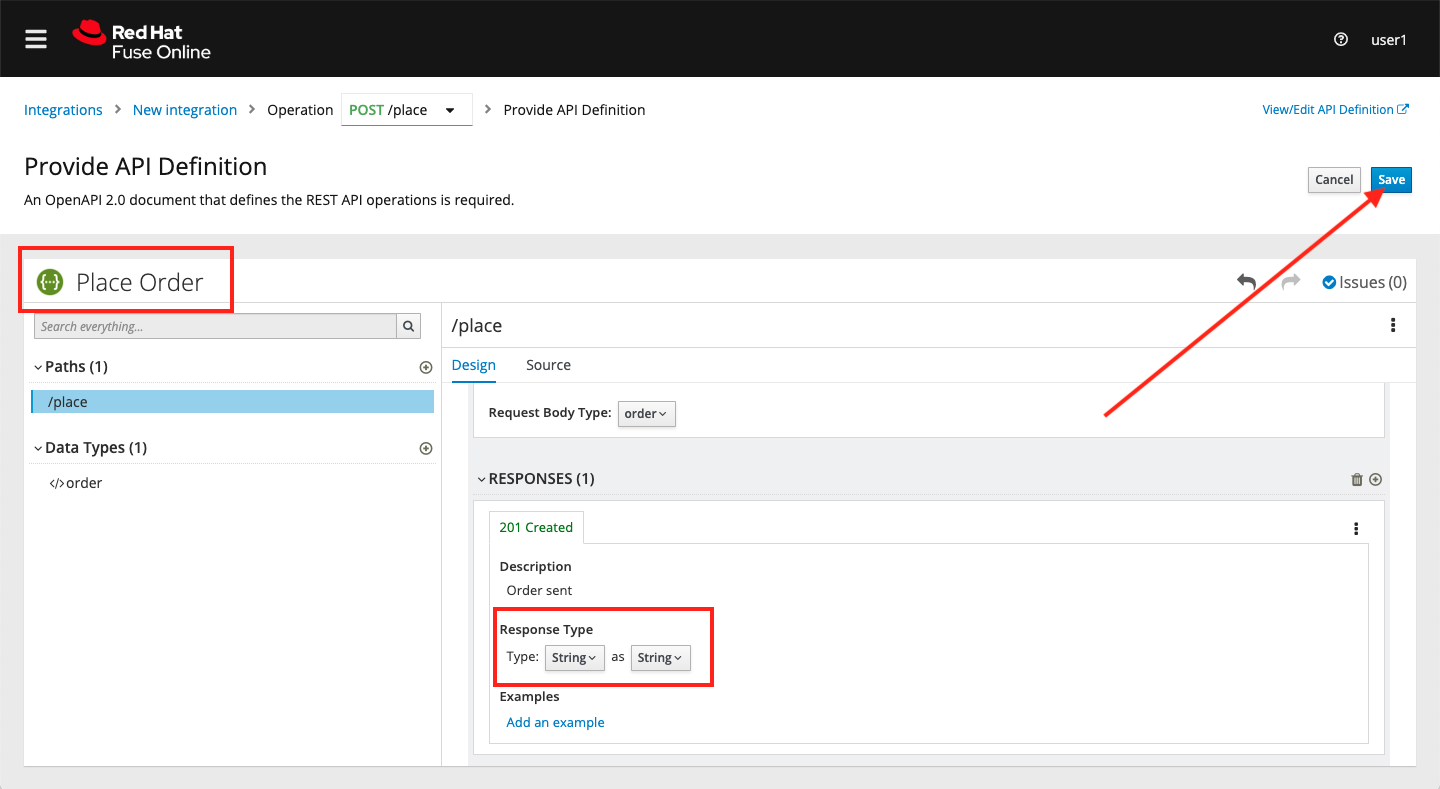 Red Hat
Fuse Online
user1
Integrations > New integration > Operation POST /place > Provide API Definition
View/Edit API Definition
Provide API Definition
An OpenAPI 2.0 document that defines the REST API operations is required.
Cancel Save
Place Order
Issues (0)
Search everything...
/place
Paths (1)
Design Source
/place
Request Body Type: order
Data Types (1)
</> order
RESPONSES (1)
201 Created
Description
Order sent
Response Type
Type: String as String
Examples
Add an example